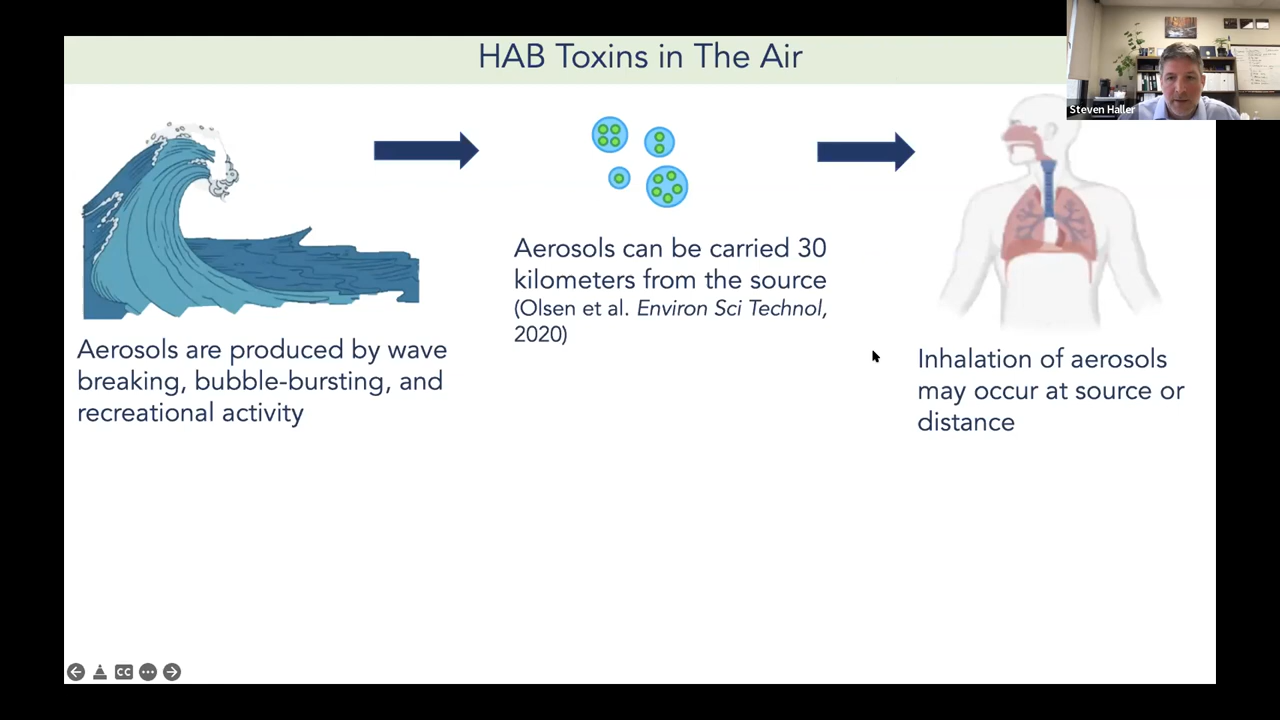 HAB Toxins in The Air
Steven Haller
Aerosols can be carried 30
kilometers from the source
(Olsen et al. Environ Sci Technol,
2020)
Aerosols are produced by wave
breaking, bubble-bursting, and
recreational activity
Inhalation of aerosols
may occur at source or
distance
CC